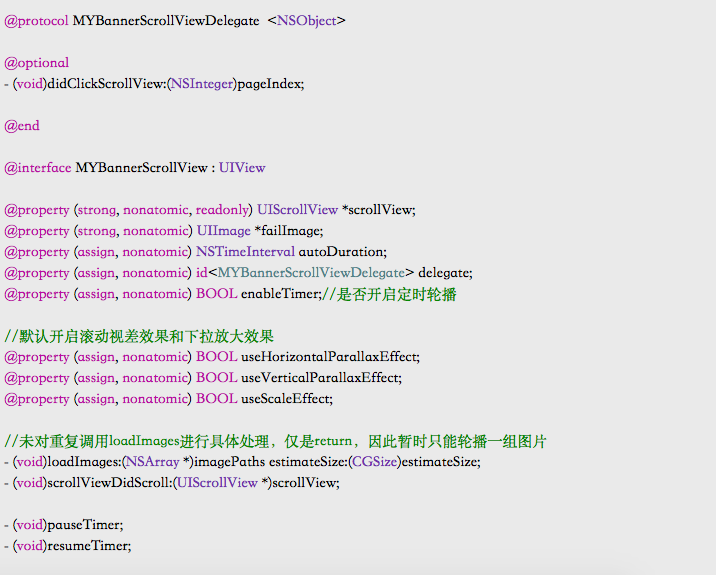 @protocol MYBannerScrollViewDelegate <NSObject>
@optional
- (void)didClickScrollView:(NSInteger)pageIndex;
@end
@interface MYBannerScrollView : UIView
@property (strong, nonatomic, readonly) UIScrollView *scrollView;
@property (strong, nonatomic) UIImage *failImage;
@property (assign, nonatomic) NSTimeInterval autoDuration;
@property (assign, nonatomic) id<MYBannerScrollViewDelegate> delegate;
@property (assign, nonatomic) BOOL enableTimer;//是否开启定时轮播
//默认开启滚动视差效果和下拉放大效果
@property (assign, nonatomic) BOOL useHorizontalParallaxEffect;
@property (assign, nonatomic) BOOL useVerticalParallaxEffect;
@property (assign, nonatomic) BOOL useScaleEffect;
//未对重复调用loadImages进行具体处理，仅是return，因此暂时只能轮播一组图片
- (void)loadImages:(NSArray *)imagePaths estimateSize:(CGSize)estimateSize;
- (void)scrollViewDidScroll:(UIScrollView *)scrollView;
- (void)pauseTimer;
- (void)resumeTimer;